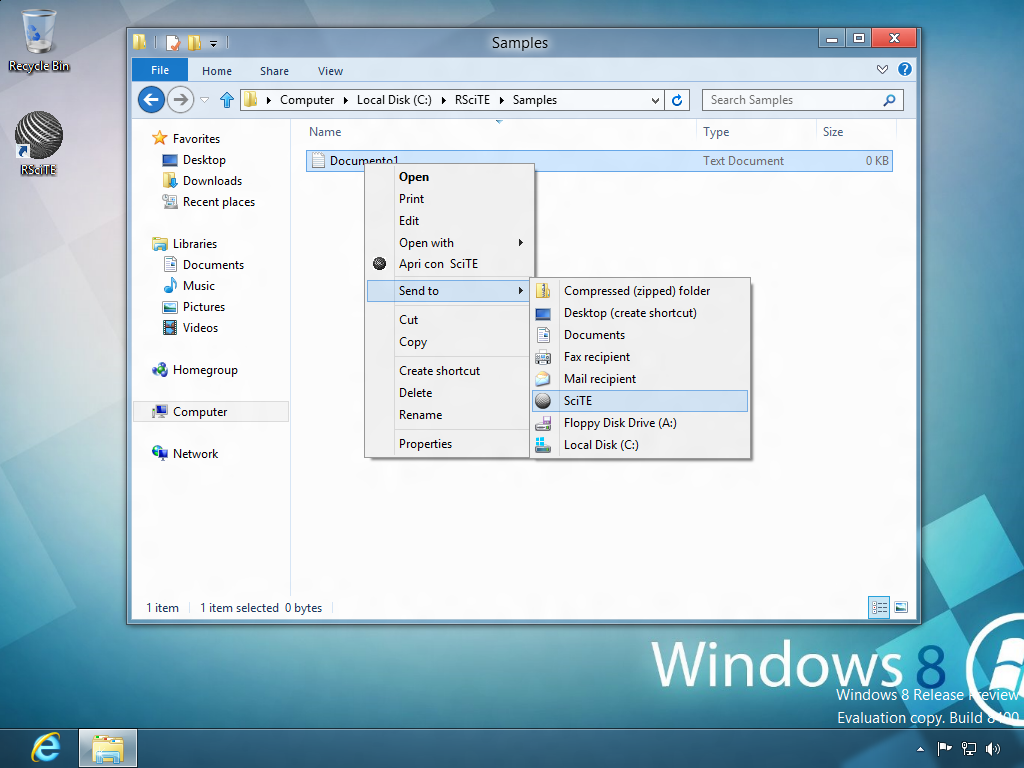 Recycle Bin
RSciTE
Samples
File Home Share View
Computer Local Disk (C:) RSciTE Samples
Search Samples
Favorites
Desktop
Downloads
Recent places
Libraries
Documents
Music
Pictures
Videos
Homegroup
Computer
Network
Name Type Size
Documento1 Text Document 0 KB
Open
Print
Edit
Open with
Apri con SciTE
Send to
Cut
Copy
Create shortcut
Delete
Rename
Properties
Compressed (zipped) folder
Desktop (create shortcut)
Documents
Fax recipient
Mail recipient
SciTE
Floppy Disk Drive (A:)
Local Disk (C:)
1 item 1 item selected 0 bytes
Windows 8
Windows 8 Release Preview
Evaluation copy. Build 8400